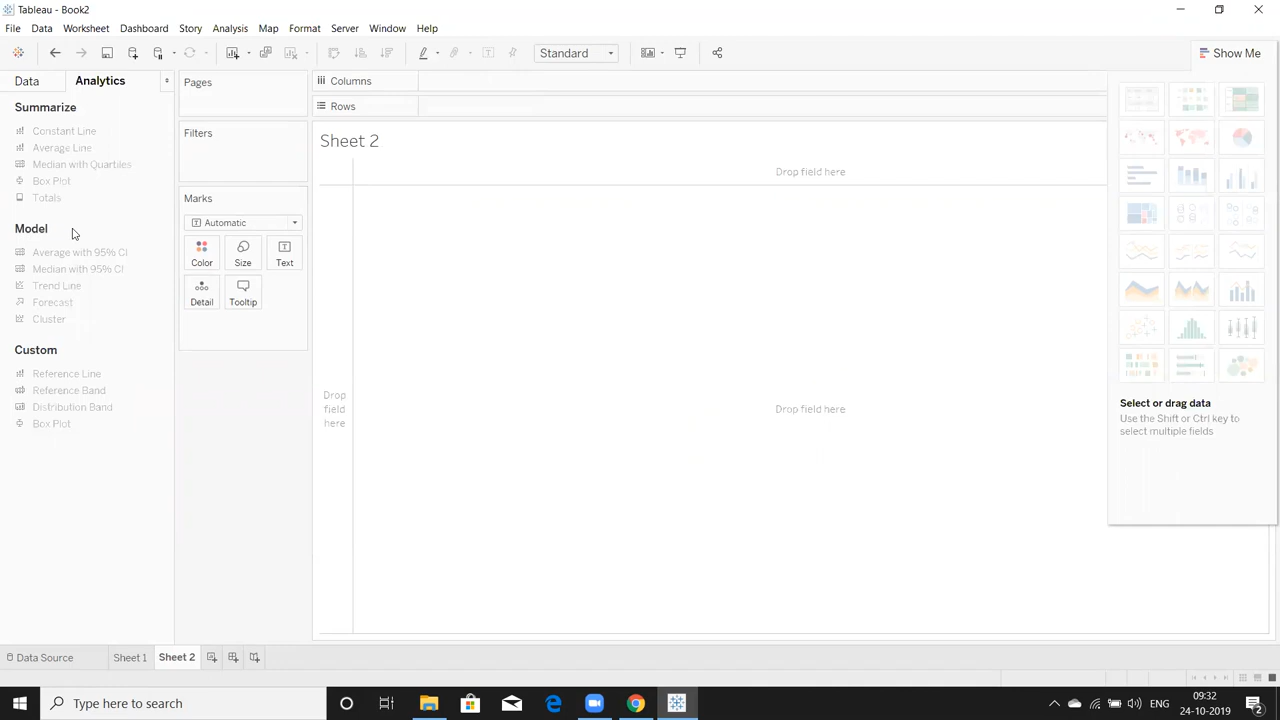 Tableau - Book2
File Data Worksheet Dashboard Story Analysis Map Format Server Window Help
Standard
Show Me
Data Analytics
Pages
Columns
Rows
Summarize
Constant Line
Average Line
Median with Quartiles
Box Plot
Totals
Model
Average with 95% CI
Median with 95% CI
Trend Line
Forecast
Cluster
Custom
Reference Line
Reference Band
Distribution Band
Box Plot
Filters
Marks
Automatic
Color Size Text
Detail Tooltip
Sheet 2
Drop field here
Drop
field
here
Drop field here
Select or drag data
Use the Shift or Ctrl key to
select multiple fields
Data Source Sheet 1 Sheet 2
Type here to search
ENG
09:32
24-10-2019
2